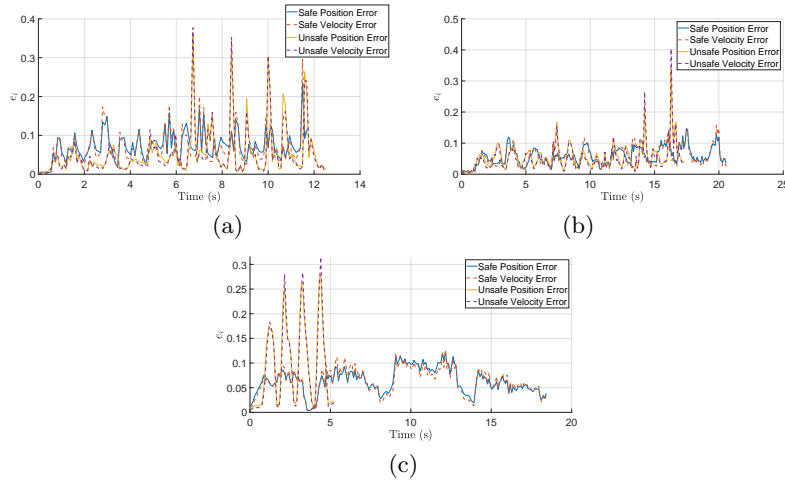 Safe Position Error
Safe Velocity Error
Unsafe Position Error
Unsafe Velocity Error
0.4
0.3
0.2
0.1
0
e_i
0 2 4 6 8 10 12 14
Time (s)
(a)
Safe Position Error
Safe Velocity Error
Unsafe Position Error
Unsafe Velocity Error
0.5
0.4
0.3
0.2
0.1
0
e_i
0 5 10 15 20 25
Time (s)
(b)
Safe Position Error
Safe Velocity Error
Unsafe Position Error
Unsafe Velocity Error
0.3
0.25
0.2
0.15
0.1
0.05
0
e_i
0 5 10 15 20
Time (s)
(c)